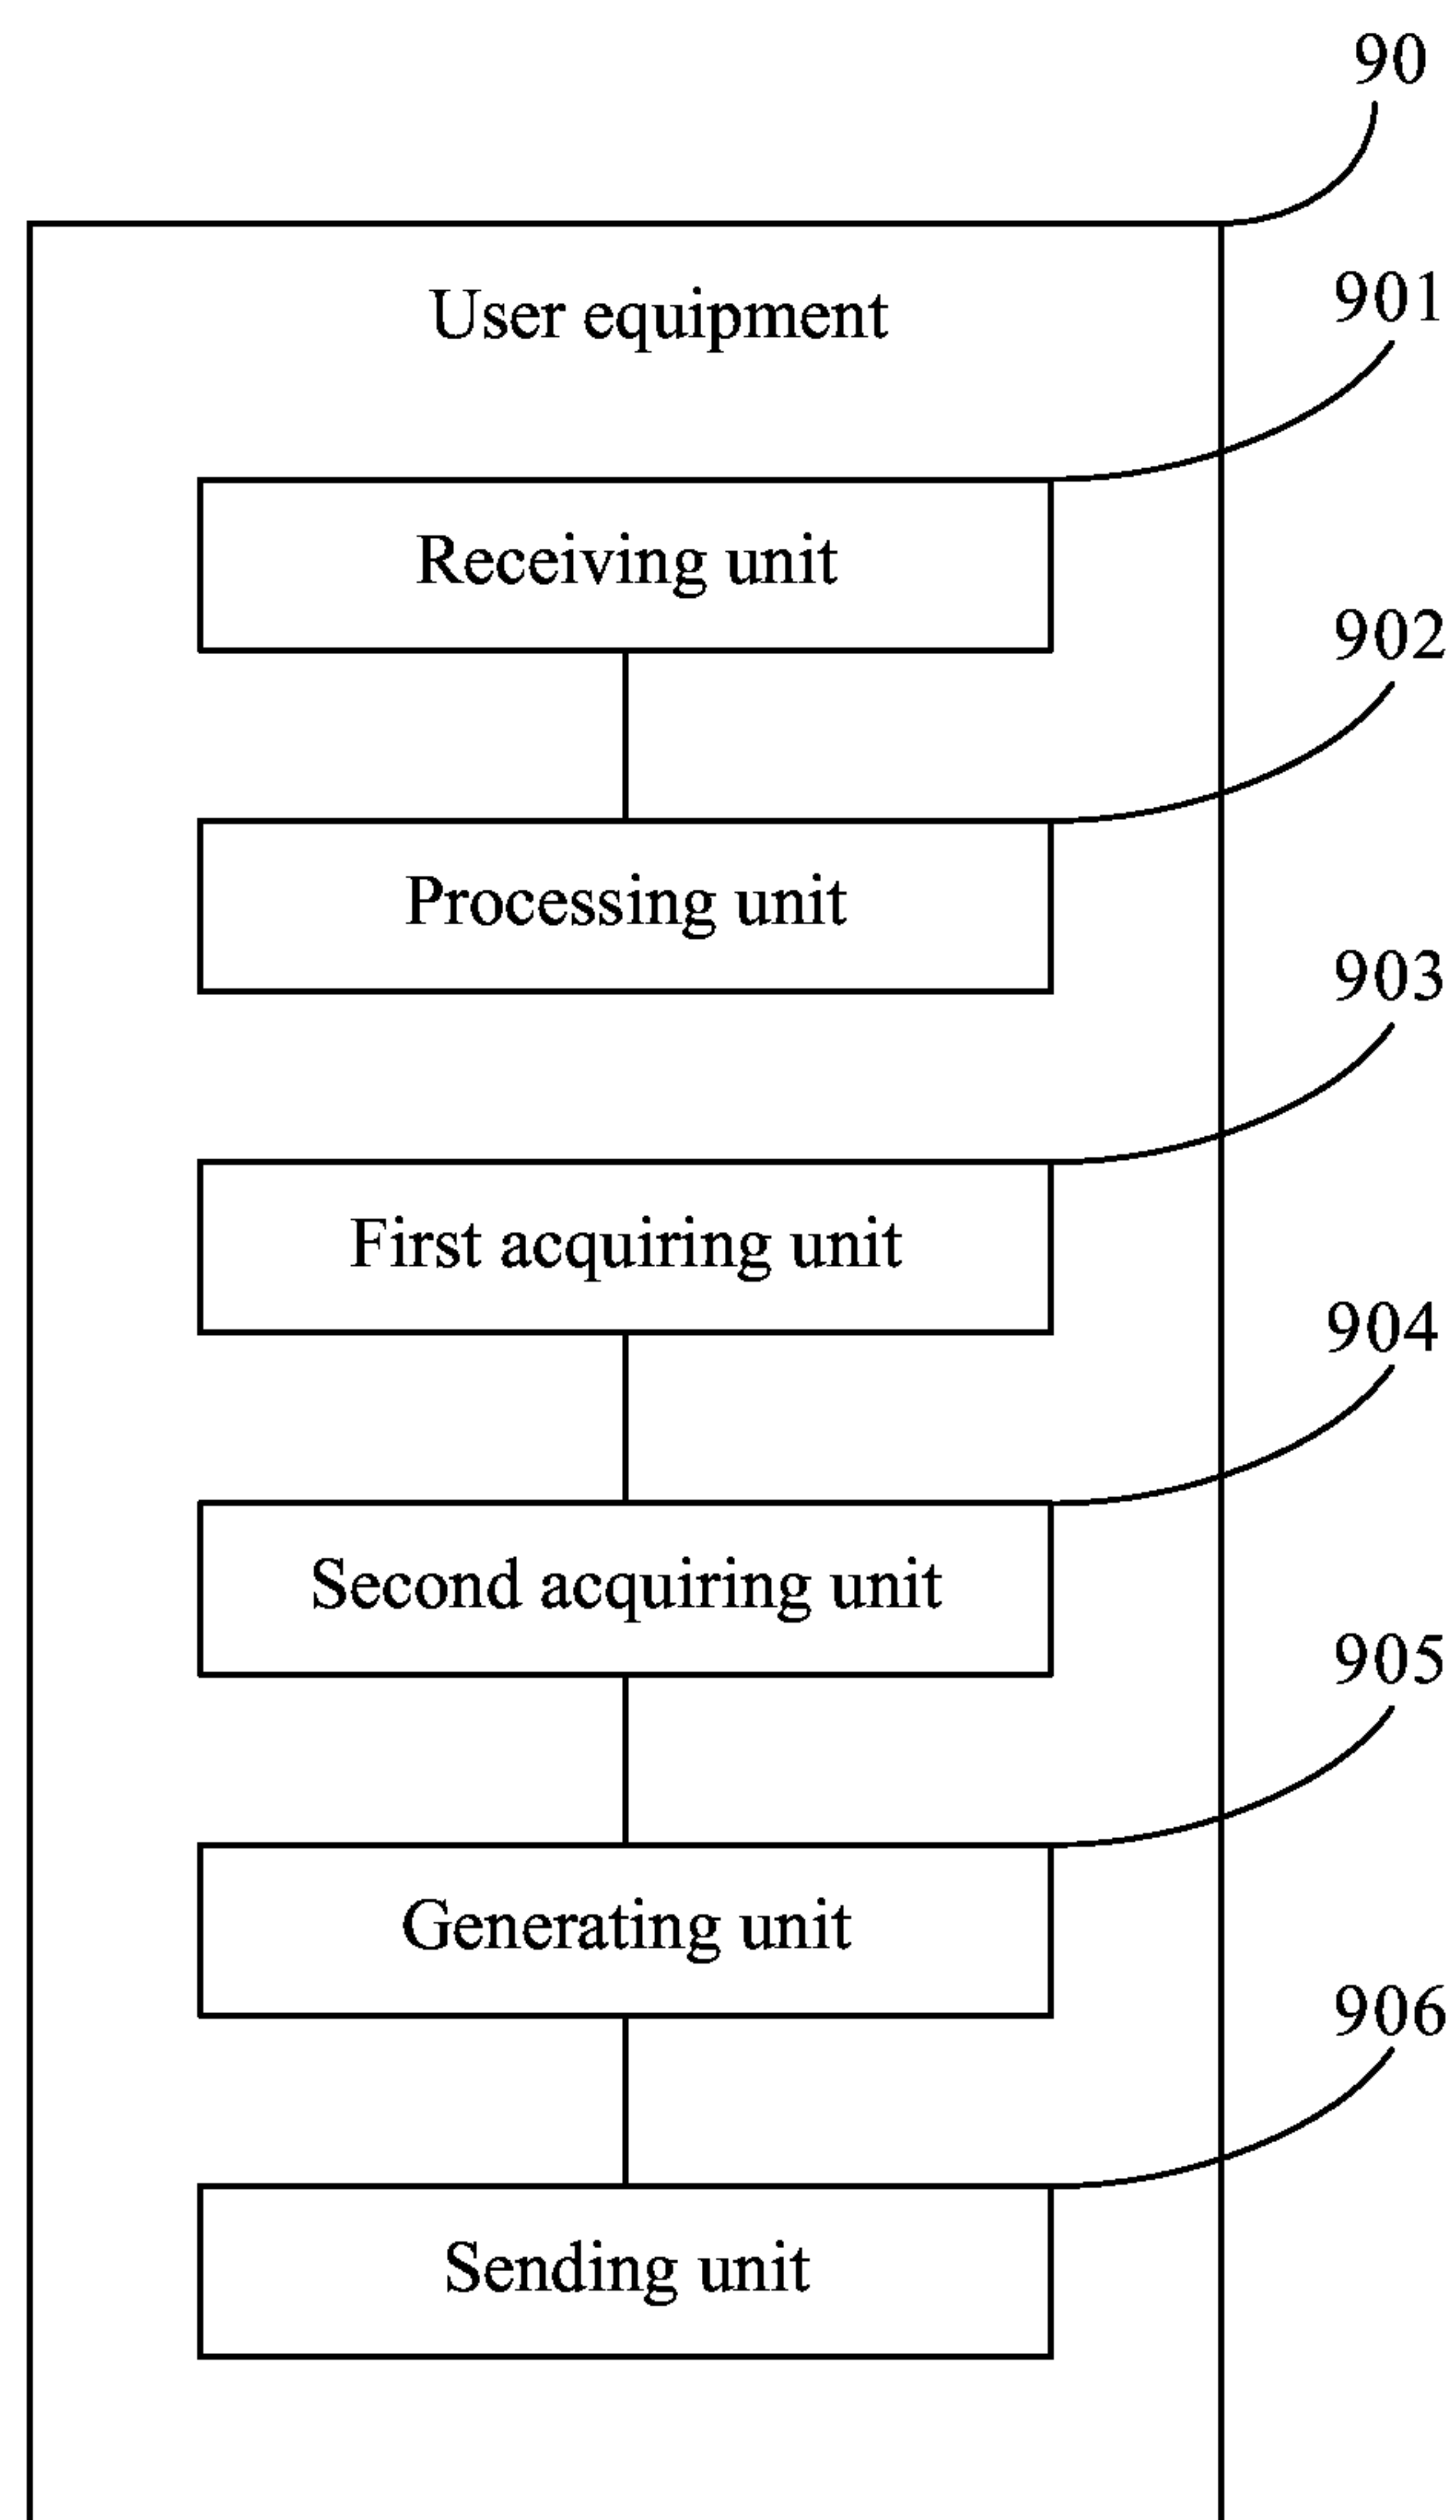 90
User equipment
901
Receiving unit
902
Processing unit
903
First acquiring unit
904
Second acquiring unit
905
Generating unit
906
Sending unit